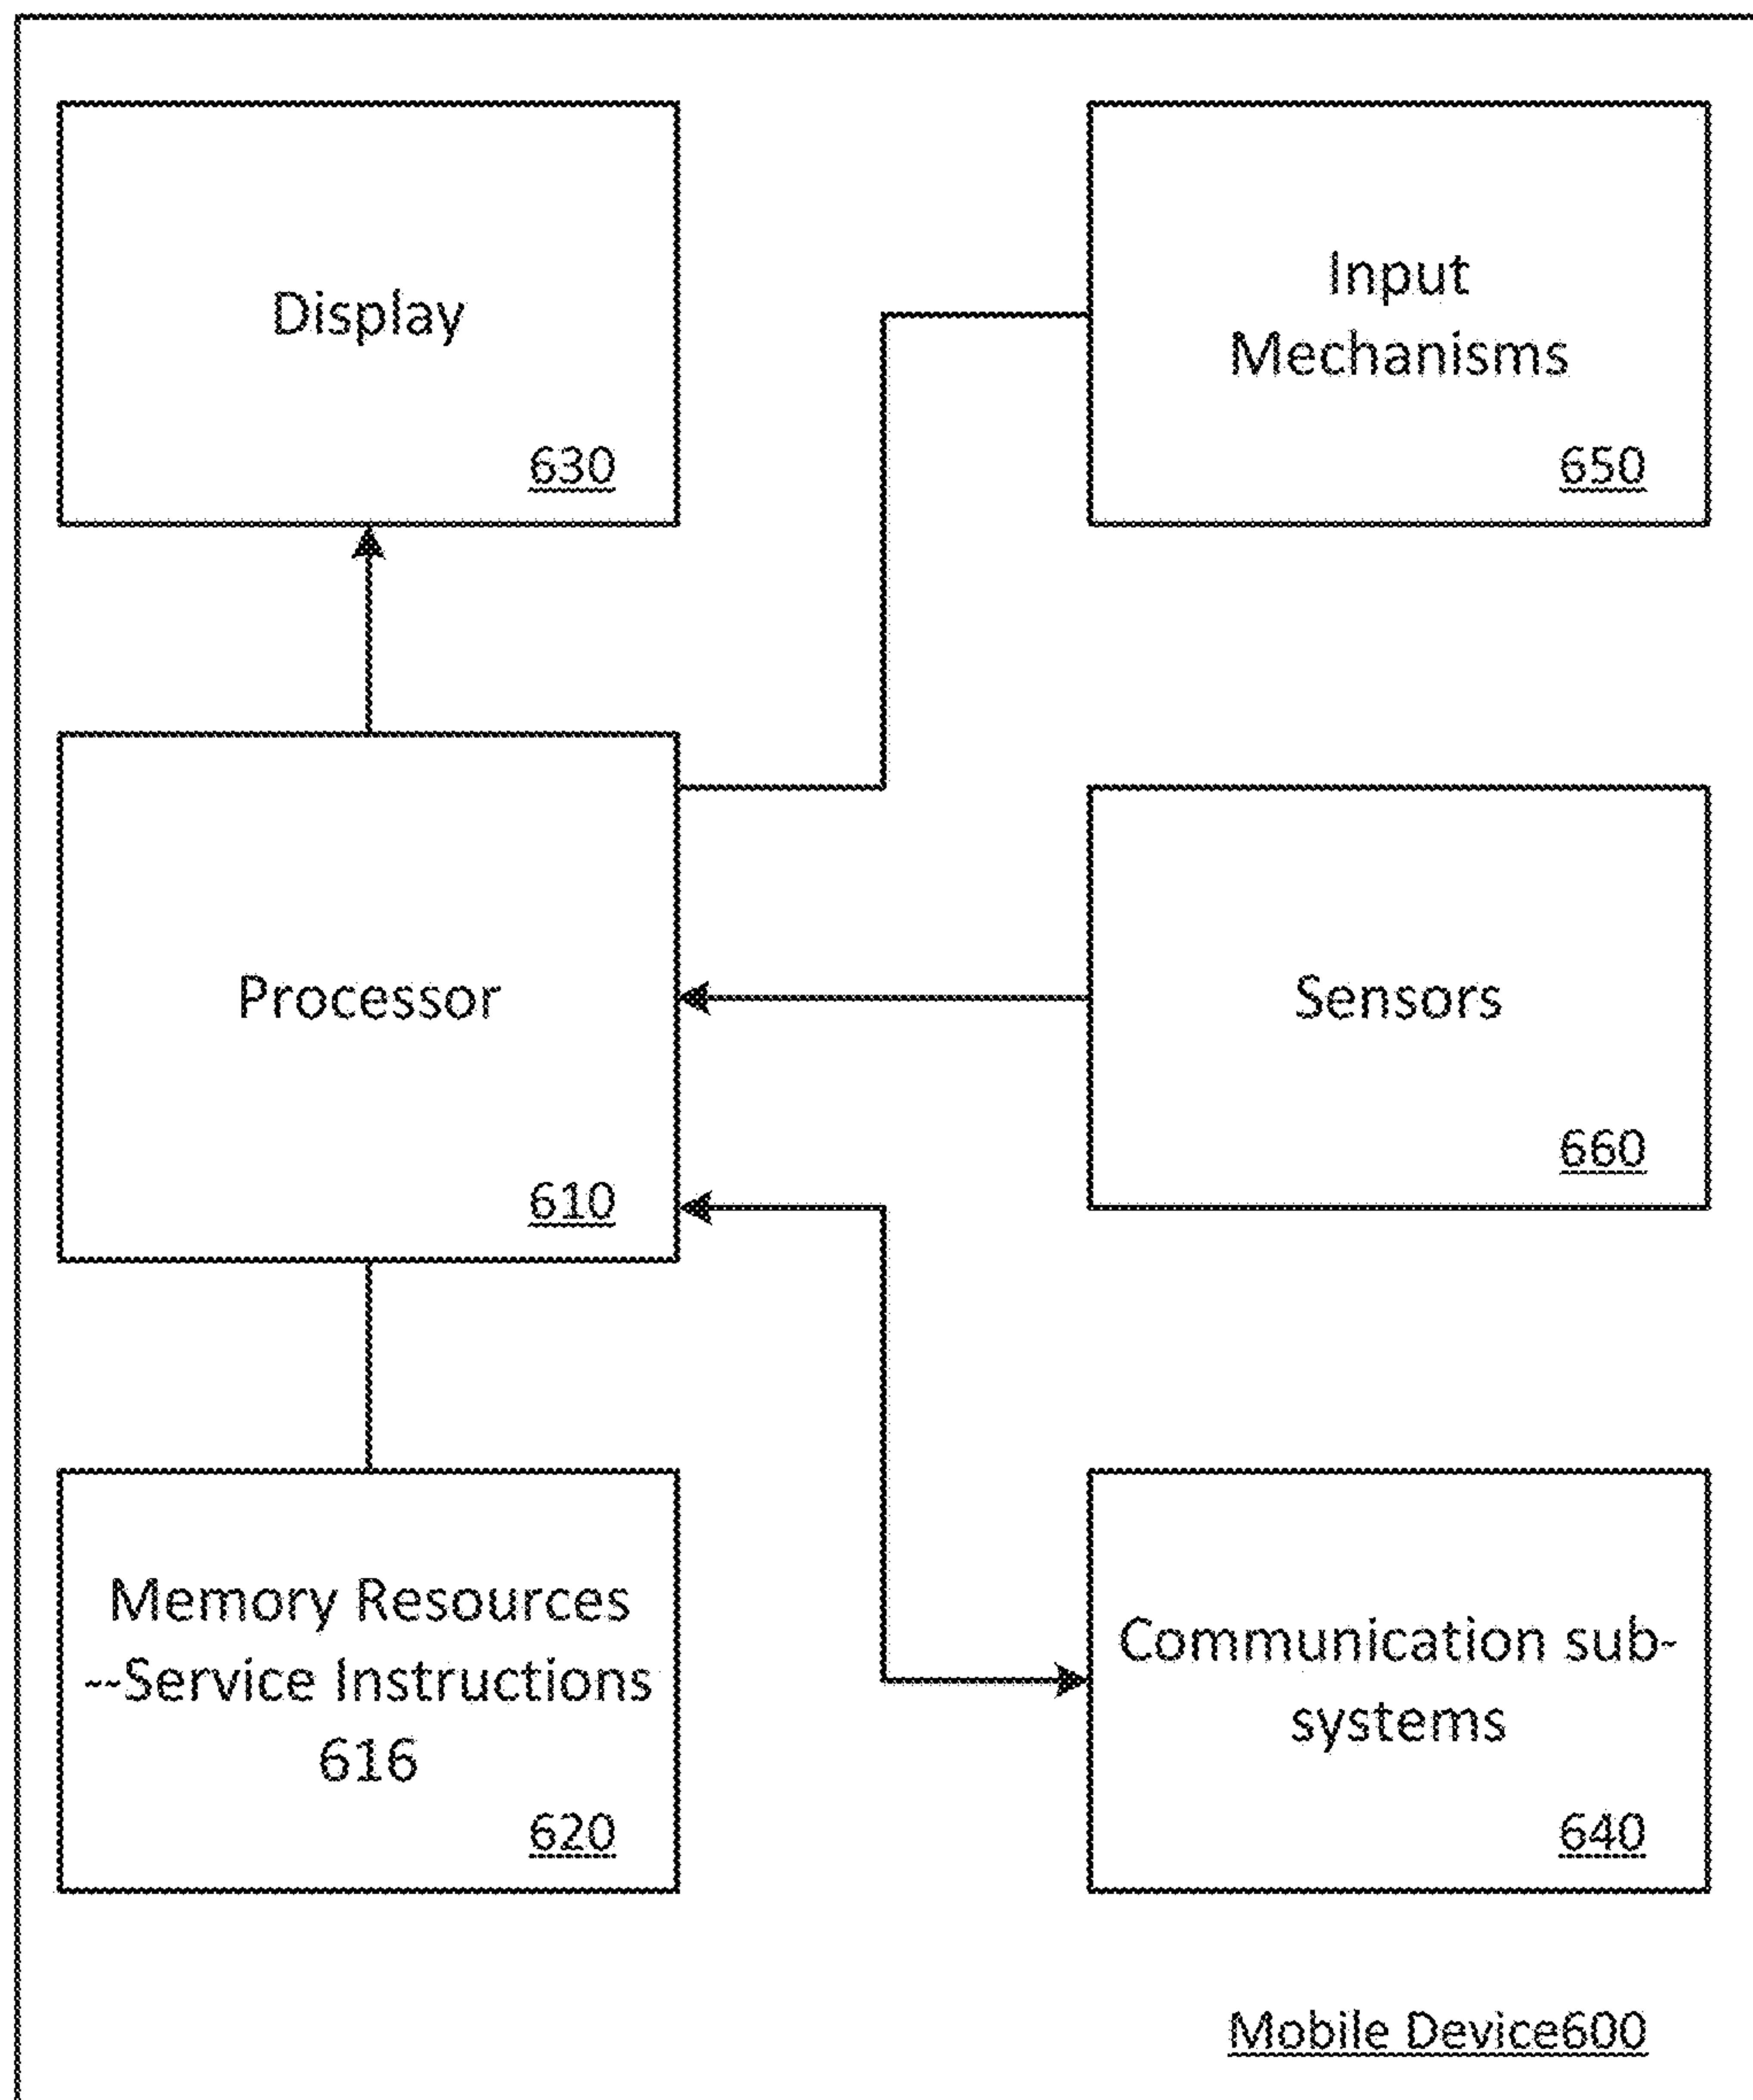 Display
630
Input
Mechanisms
650
Processor
610
Sensors
660
Memory Resources
--Service Instructions
616
620
Communication sub-
systems
640
Mobile Device600